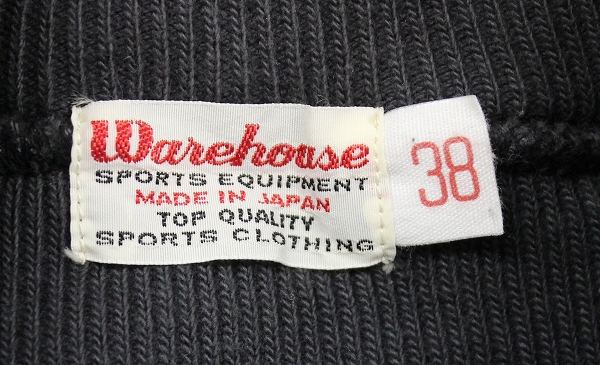 Warehouse
SPORTS EQUIPMENT
MADE IN JAPAN
TOP QUALITY
SPORTS CLOTHING
38